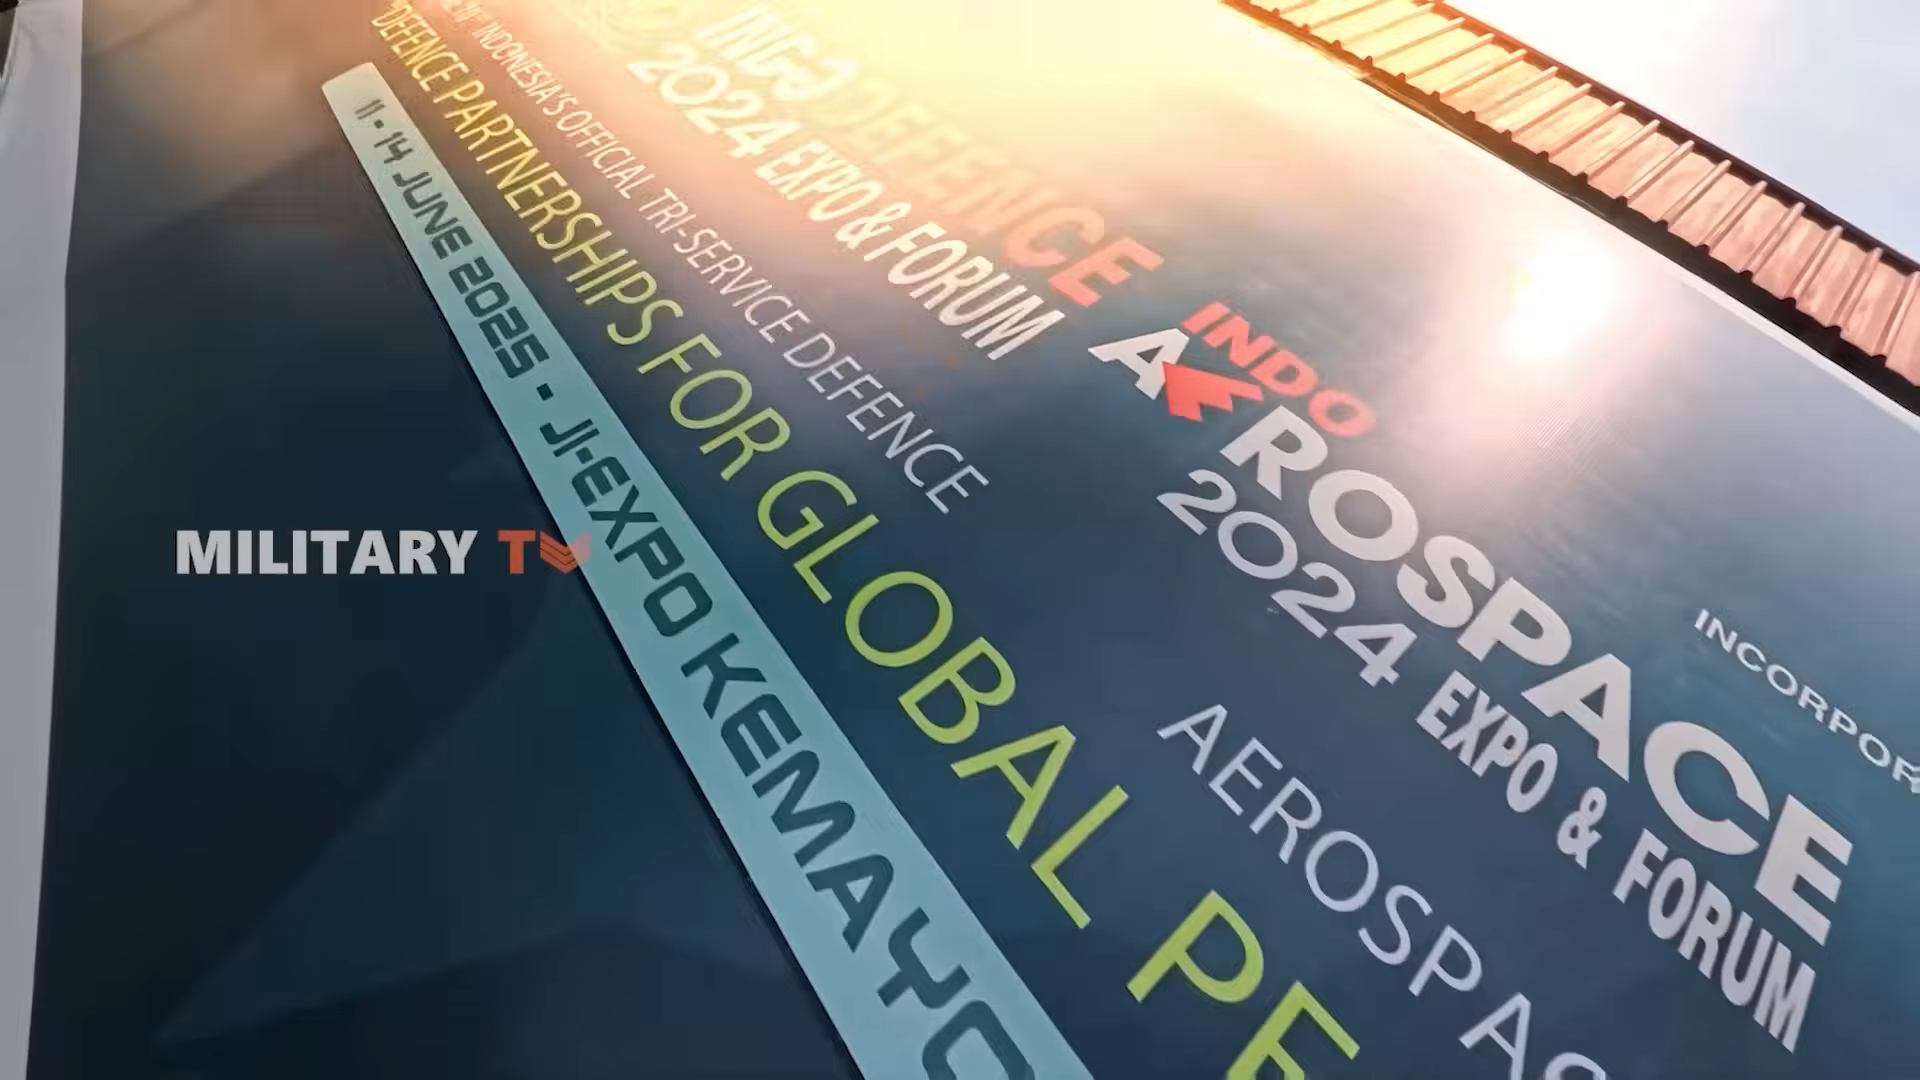 INDO DEFENCE
2024 EXPO & FORUM
INDONESIA'S OFFICIAL TRI-SERVICE DEFENCE
INDO
AEROSPACE
2024 EXPO & FORUM
AEROSPAC
INCORPOR
"DEFENCE PARTNERSHIPS FOR GLOBAL PE
11 - 14 JUNE 2025 - JI-EXPO KEMAYO
MILITARY TV